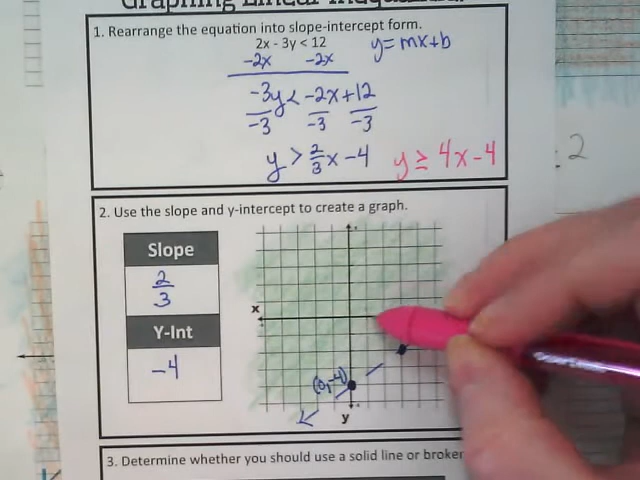 Graphing Linear Inequalities
1. Rearrange the equation into slope-intercept form.
2x - 3y < 12 y = mx+b
-2x -2x
-3y < -2x + 12
-3 -3 -3
y > 2/3 x - 4 y ≥ 4x - 4
: 2
2. Use the slope and y-intercept to create a graph.
Slope
2/3
x
Y-Int
-4
(0,-4)
y
3. Determine whether you should use a solid line or broke